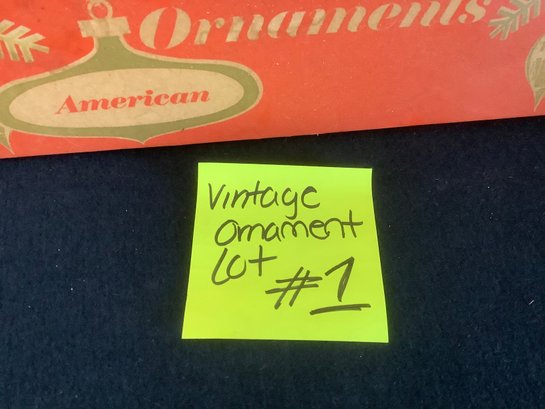 Ornaments
American
Vintage
ornament
Lot
#1